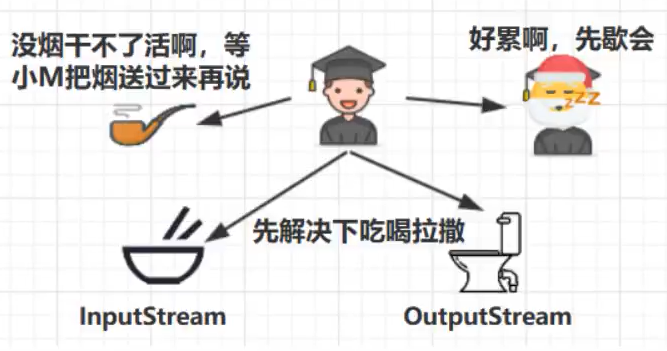 没烟干不了活啊，等
小M把烟送过来再说
好累啊，先歇会
zzz
先解决下吃喝拉撒
InputStream
OutputStream